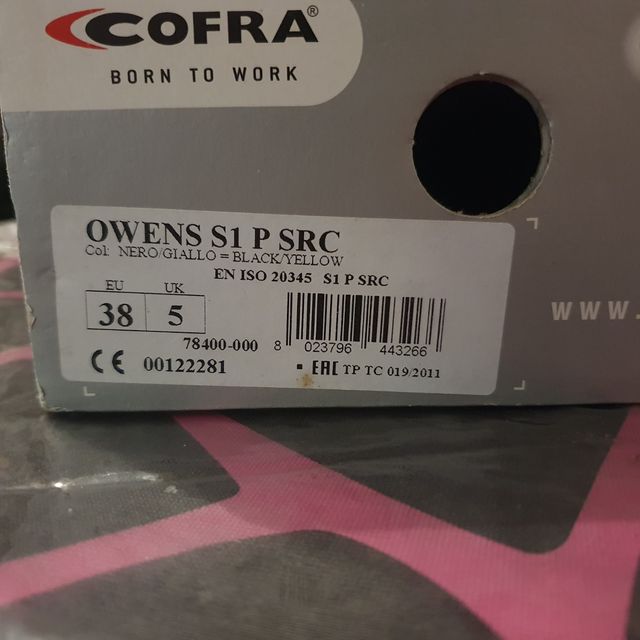 COFRA®
BORN TO WORK
OWENS S1 P SRC
Col: NERO/GIALLO = BLACK/YELLOW
EN ISO 20345 S1 P SRC
EU UK
38 5
78400-000
8 023796 443266
CE 00122281
EAC TP TC 019/2011
WWW.